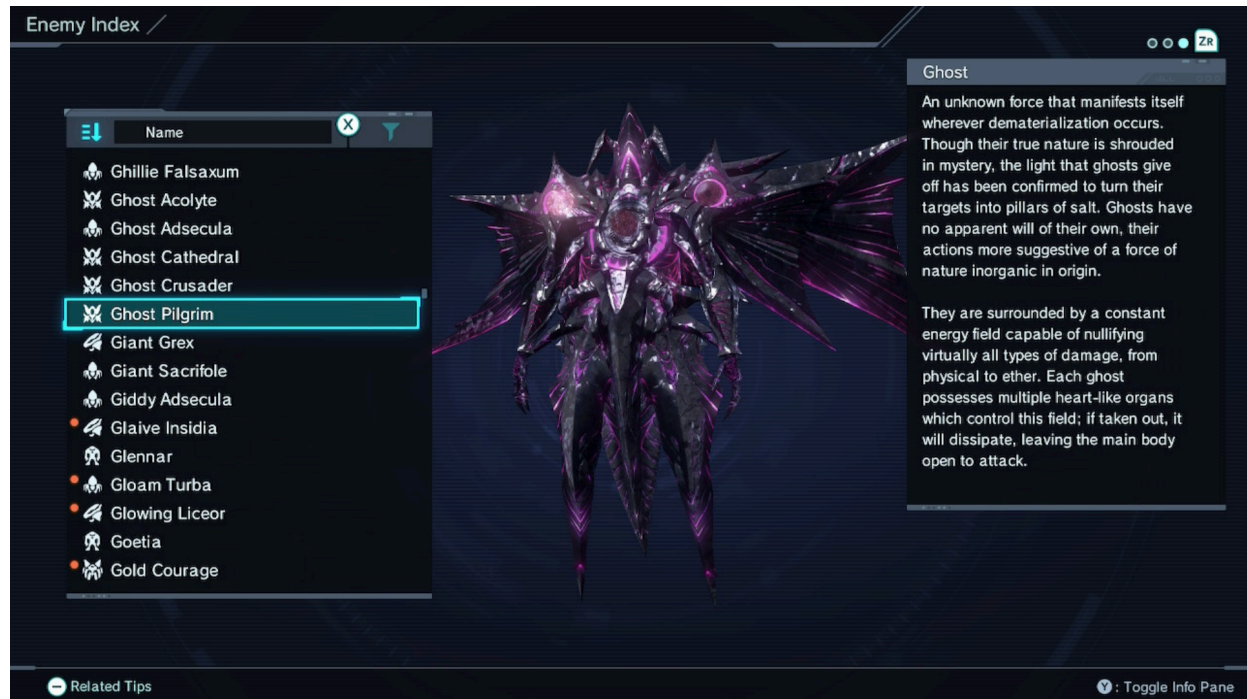 Enemy Index
ZR
Name
X
Ghillie Falsaxum
Ghost Acolyte
Ghost Adsecula
Ghost Cathedral
Ghost Crusader
Ghost Pilgrim
Giant Grex
Giant Sacrifole
Giddy Adsecula
Glaive Insidia
Glennar
Gloam Turba
Glowing Liceor
Goetia
Gold Courage
Ghost
An unknown force that manifests itself
wherever dematerialization occurs.
Though their true nature is shrouded
in mystery, the light that ghosts give
off has been confirmed to turn their
targets into pillars of salt. Ghosts have
no apparent will of their own, their
actions more suggestive of a force of
nature inorganic in origin.
They are surrounded by a constant
energy field capable of nullifying
virtually all types of damage, from
physical to ether. Each ghost
possesses multiple heart-like organs
which control this field; if taken out, it
will dissipate, leaving the main body
open to attack.
Related Tips
Y: Toggle Info Pane